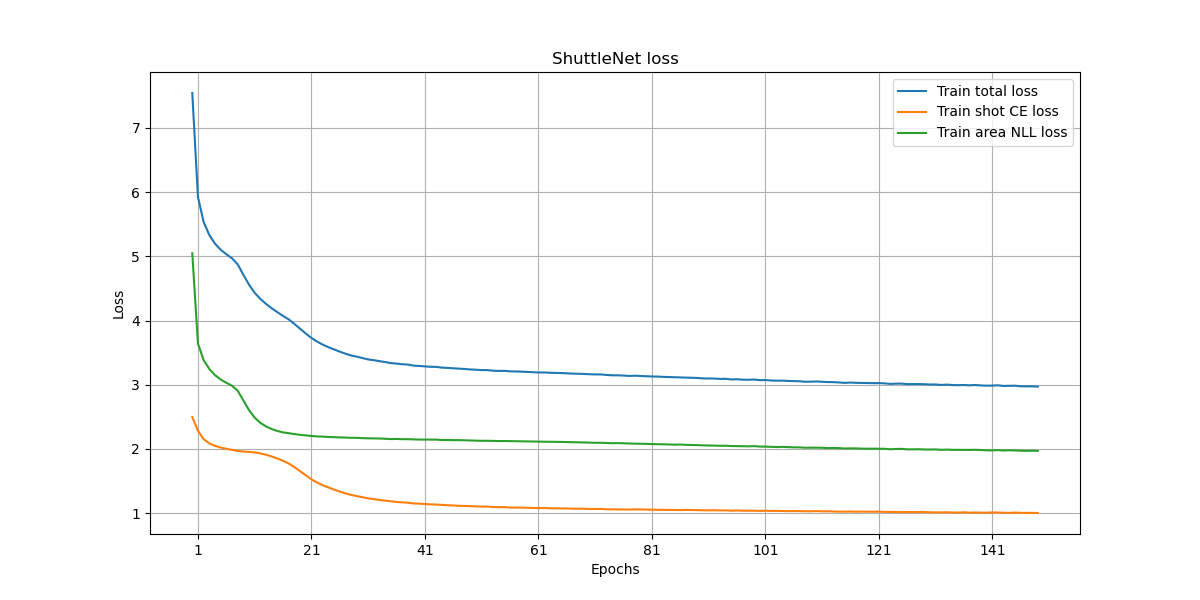 ShuttleNet loss
Train total loss
Train shot CE loss
Train area NLL loss
7
6
5
4
3
2
1
Loss
1 21 41 61 81 101 121 141
Epochs